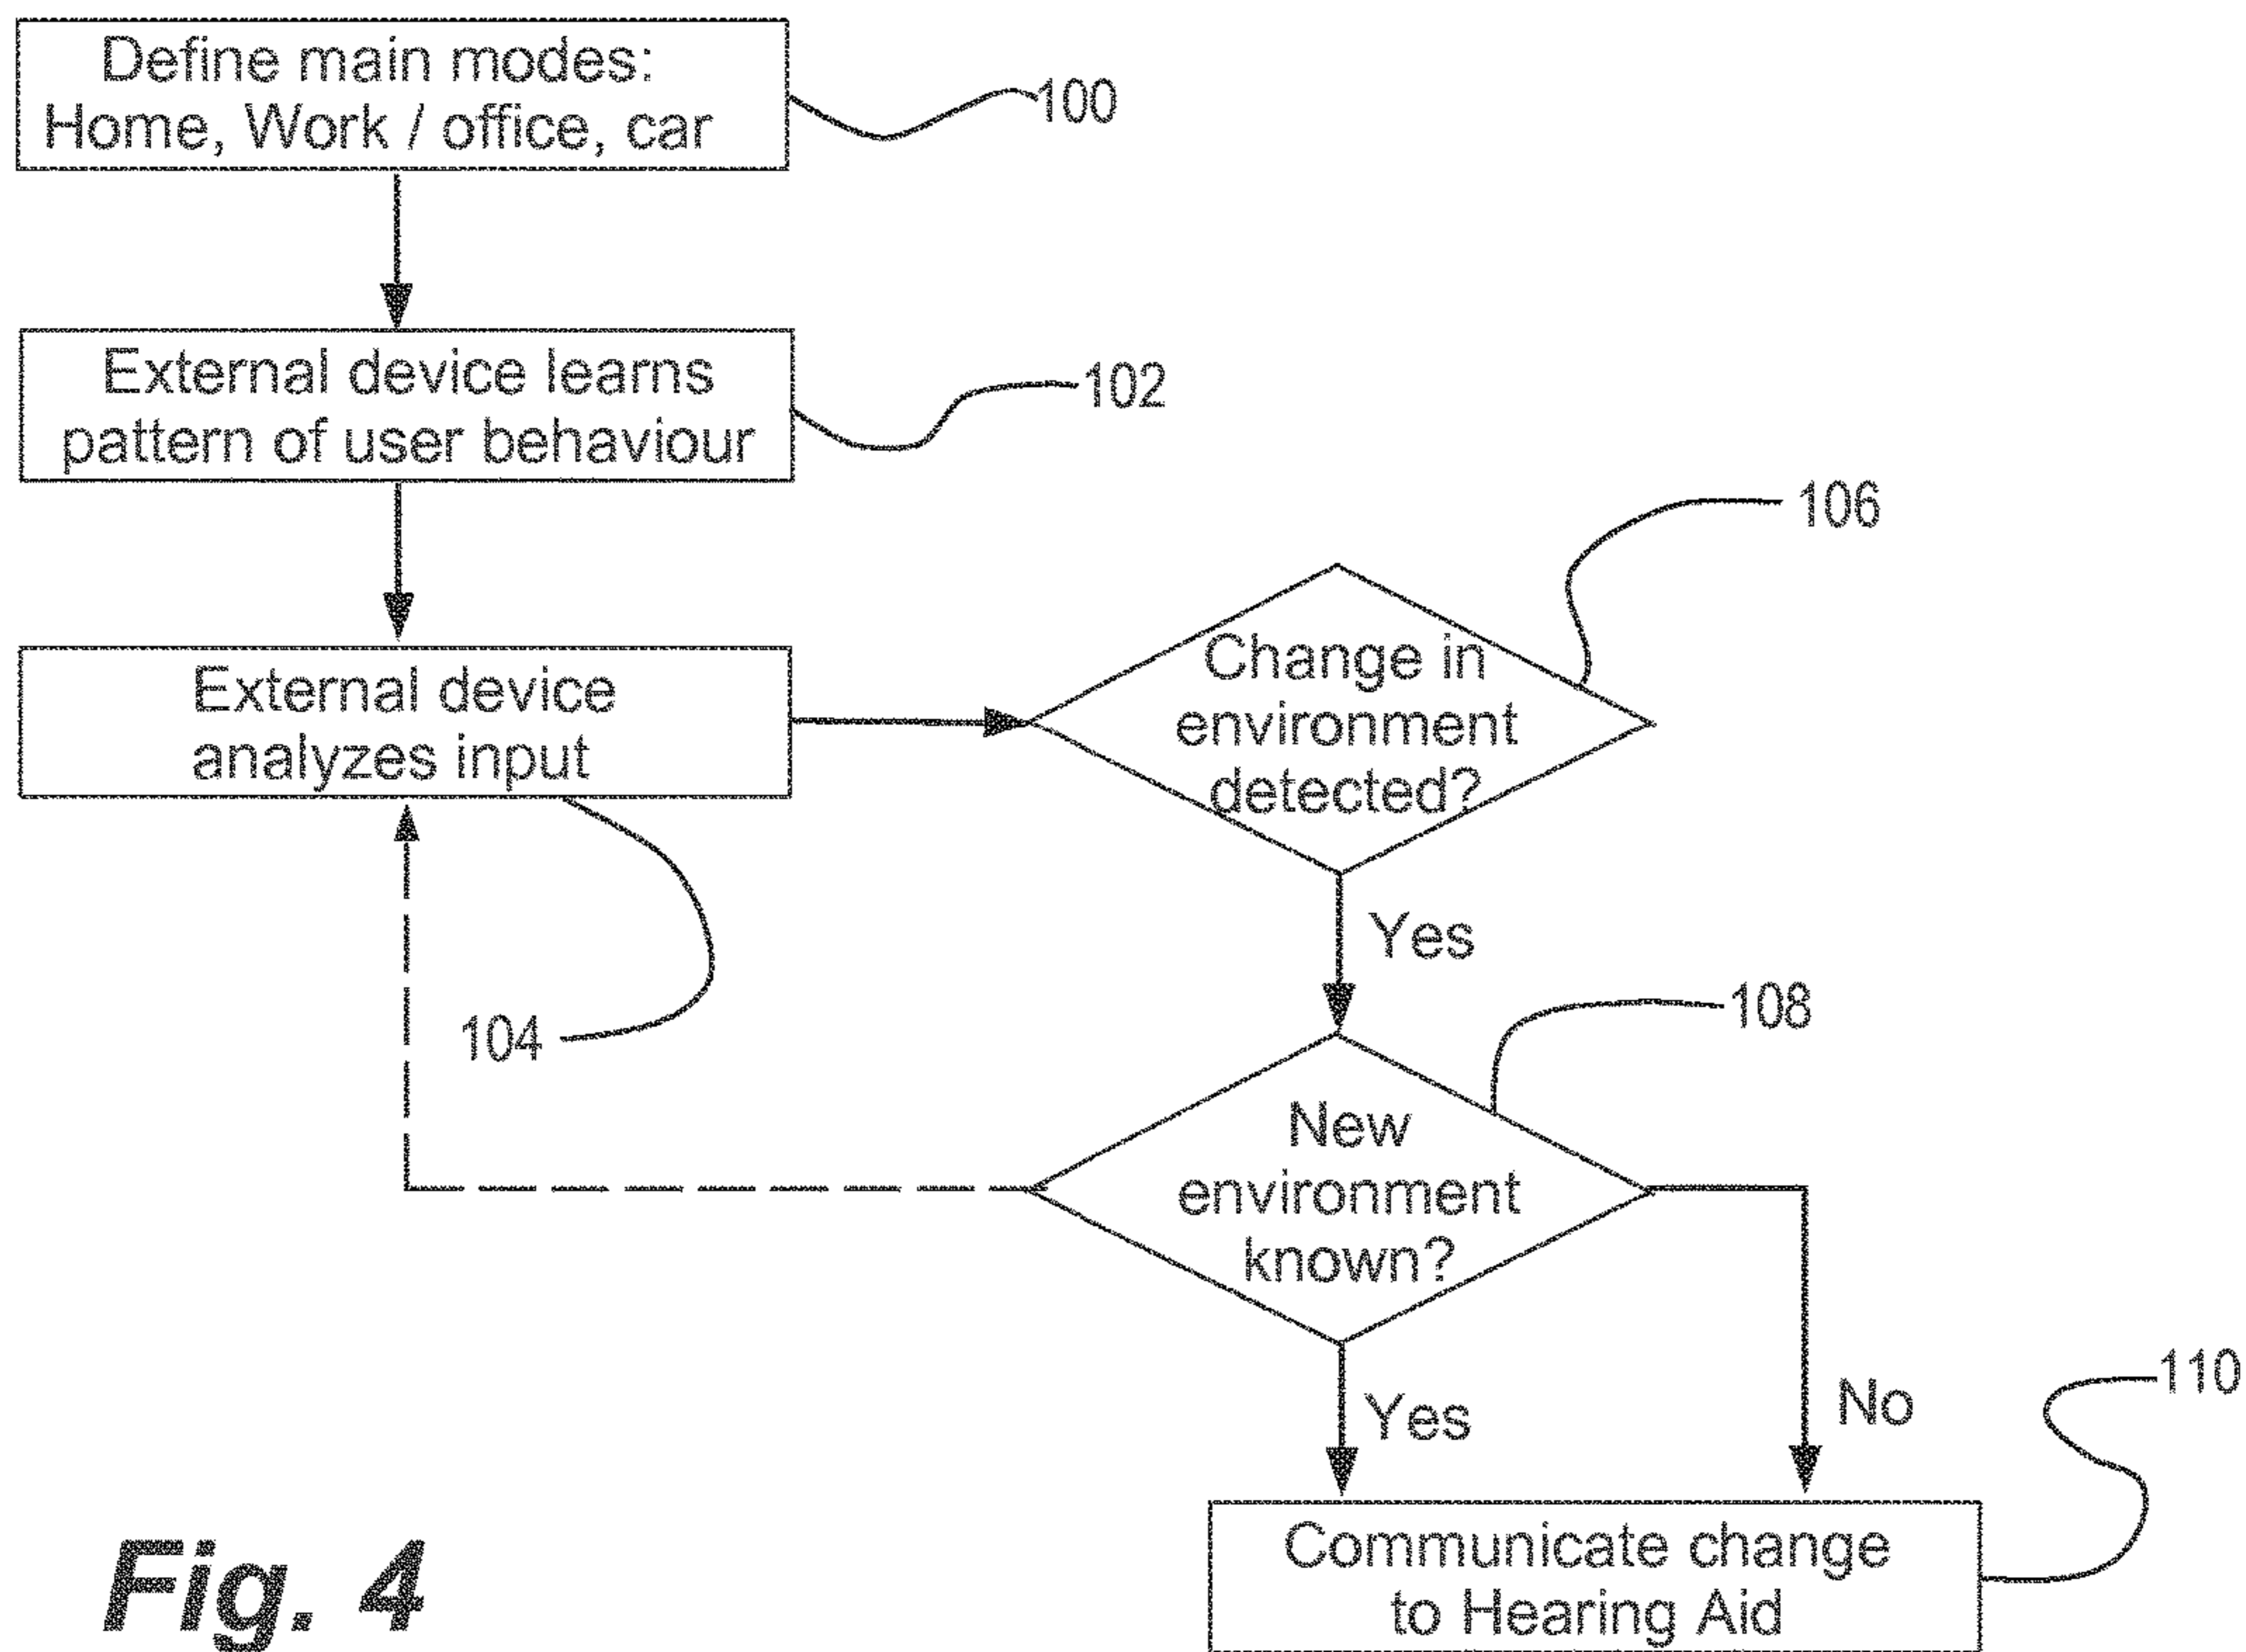 Define main modes:
Home, Work / office, car
100
External device learns
pattern of user behaviour
102
106
External device
analyzes input
Change in
environment
detected?
Yes
104
108
New
environment
known?
Yes
No
110
Communicate change
to Hearing Aid
Fig. 4